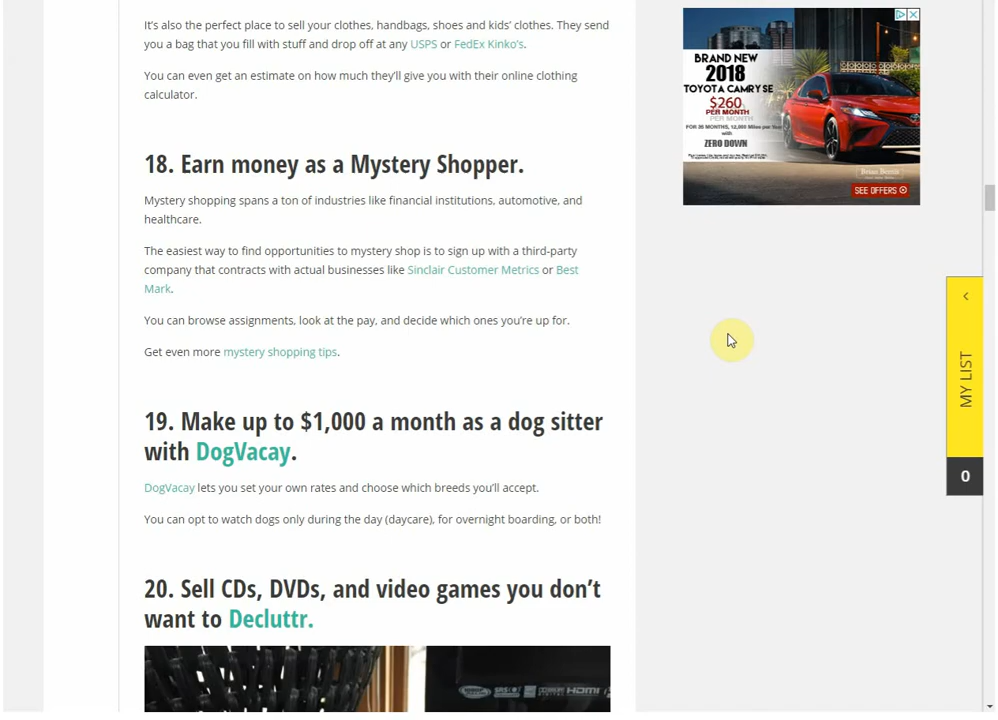 It's also the perfect place to sell your clothes, handbags, shoes and kids' clothes. They send
you a bag that you fill with stuff and drop off at any USPS or FedEx Kinko's.
You can even get an estimate on how much they'll give you with their online clothing
calculator.
18. Earn money as a Mystery Shopper.
Mystery shopping spans a ton of industries like financial institutions, automotive, and
healthcare.
The easiest way to find opportunities to mystery shop is to sign up with a third-party
company that contracts with actual businesses like Sinclair Customer Metrics or Best
Mark.
You can browse assignments, look at the pay, and decide which ones you're up for.
Get even more mystery shopping tips.
19. Make up to $1,000 a month as a dog sitter
with DogVacay.
DogVacay lets you set your own rates and choose which breeds you'll accept.
You can opt to watch dogs only during the day (daycare), for overnight boarding, or both!
20. Sell CDs, DVDs, and video games you don't
want to Decluttr.
HDMI
BRAND NEW
2018
TOYOTA CAMRY SE
$260
PER MONTH
PER MONTH
FOR 36 MONTHS, 12,000 Miles per Year
with
ZERO DOWN
SEE OFFERS
MY LIST
0